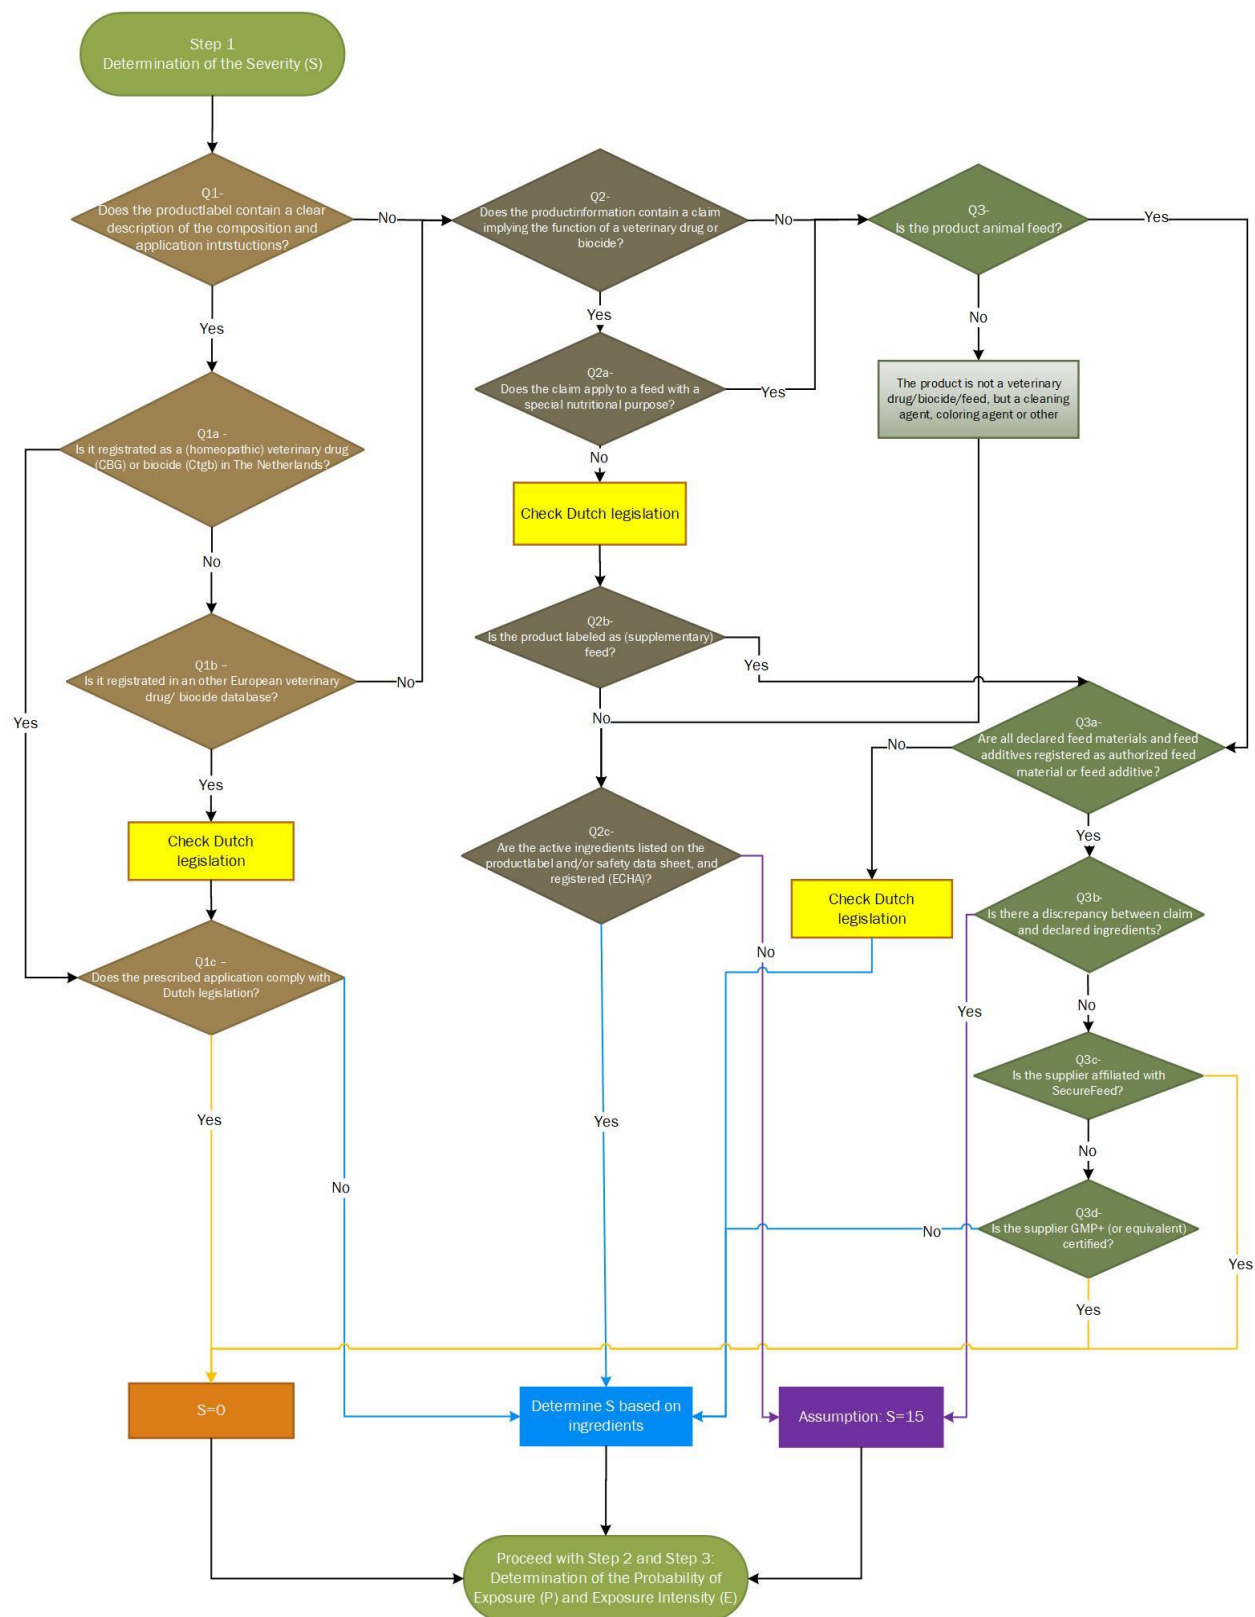 Step 1
Determination of the Severity (S)
Q1-
Does the productlabel contain a clear
description of the composition and
application intrstuctions?
No
Q2-
Does the productinformation contain a claim
implying the function of a veterinary drug or
biocide?
No
Q3-
Is the product animal feed?
Yes
Yes
Yes
No
Q2a-
Does the claim apply to a feed with a
special nutritional purpose?
Yes
The product is not a veterinary
drug/biocide/feed, but a cleaning
agent, coloring agent or other
Q1a -
Is it registrated as a (homeopathic) veterinary drug
(CBG) or biocide (Ctgb) in The Netherlands?
No
Check Dutch legislation
No
Q2b-
Is the product labeled as (supplementary)
feed?
Yes
Q1b –
Is it registrated in an other European veterinary
drug/ biocide database?
No
Yes
No
Q3a-
Are all declared feed materials and feed
additives registered as authorized feed
material or feed additive?
No
Yes
Yes
Check Dutch
legislation
Q2c-
Are the active ingredients listed on the
productlabel and/or safety data sheet, and
registered (ECHA)?
Check Dutch
legislation
Q3b-
Is there a discrepancy between claim
and declared ingredients?
No
Q1c –
Does the prescribed application comply with
Dutch legislation?
No
Yes
Q3c-
Is the supplier affiliated with
SecureFeed?
Yes
Yes
No
No
Q3d-
Is the supplier GMP+ (or equivalent)
certified?
No
Yes
Yes
S=0
Determine S based on
ingredients
Assumption: S=15
Proceed with Step 2 and Step 3:
Determination of the Probability of
Exposure (P) and Exposure Intensity (E)